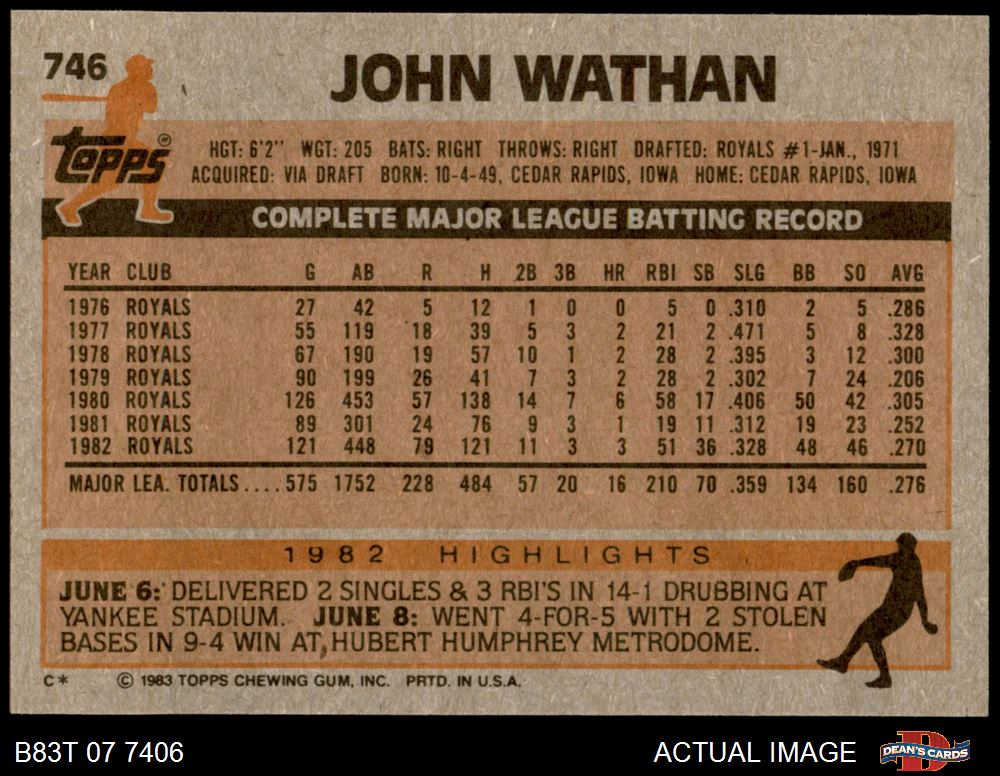 746
JOHN WATHAN
Topps®
HGT: 6'2" WGT: 205 BATS: RIGHT THROWS: RIGHT DRAFTED: ROYALS #1-JAN., 1971
ACQUIRED: VIA DRAFT BORN: 10-4-49, CEDAR RAPIDS, IOWA HOME: CEDAR RAPIDS, IOWA
COMPLETE MAJOR LEAGUE BATTING RECORD
YEAR CLUB G AB R H 2B 3B HR RBI SB SLG BB SO AVG
1976 ROYALS 27 42 5 12 1 0 0 5 0 .310 2 5 .286
1977 ROYALS 55 119 18 39 5 3 2 21 2 .471 5 8 .328
1978 ROYALS 67 190 19 57 10 1 2 28 2 .395 3 12 .300
1979 ROYALS 90 199 26 41 7 3 2 28 2 .302 7 24 .206
1980 ROYALS 126 453 57 138 14 7 6 58 17 .406 50 42 .305
1981 ROYALS 89 301 24 76 9 3 1 19 11 .312 19 23 .252
1982 ROYALS 121 448 79 121 11 3 3 51 36 .328 48 46 .270
MAJOR LEA. TOTALS....575 1752 228 484 57 20 16 210 70 .359 134 160 .276
1982 HIGHLIGHTS
JUNE 6: DELIVERED 2 SINGLES & 3 RBI'S IN 14-1 DRUBBING AT
YANKEE STADIUM. JUNE 8: WENT 4-FOR-5 WITH 2 STOLEN
BASES IN 9-4 WIN AT HUBERT HUMPHREY METRODOME.
C* © 1983 TOPPS CHEWING GUM, INC. PRTD. IN U.S.A.
B83T 07 7406 ACTUAL IMAGE DEAN'S CARDS